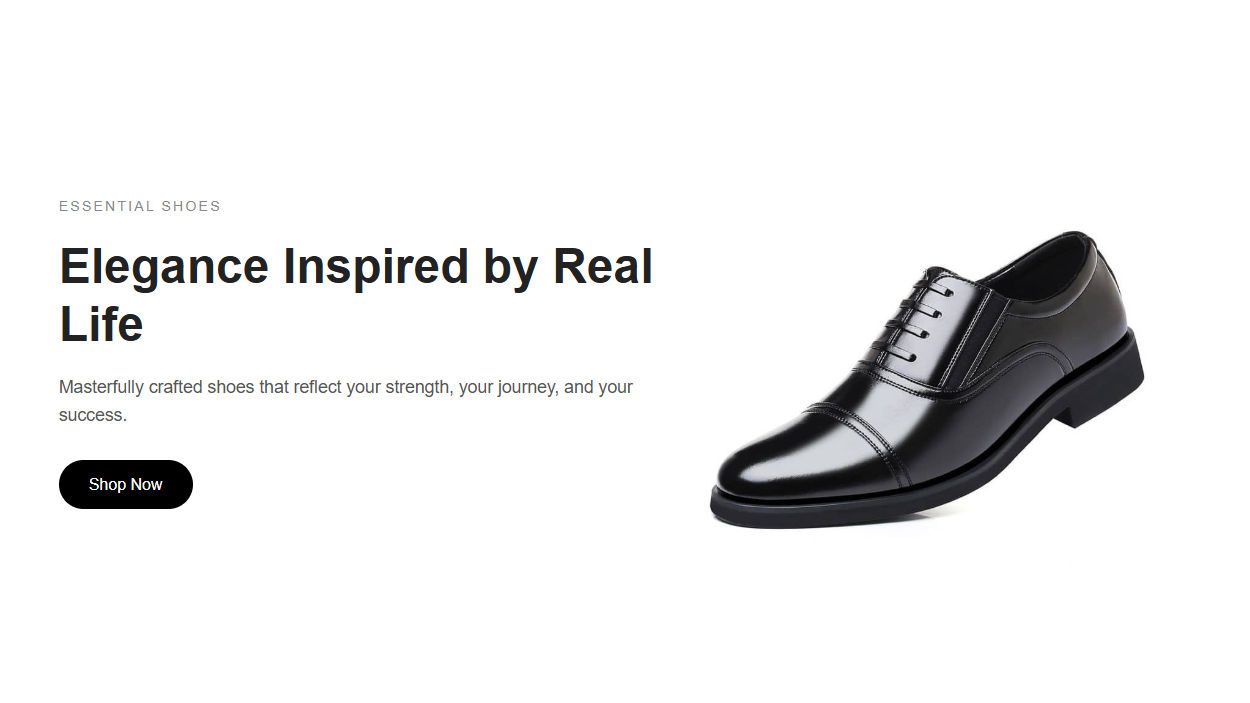 ESSENTIAL SHOES
Elegance Inspired by Real
Life
Masterfully crafted shoes that reflect your strength, your journey, and your
success.
Shop Now